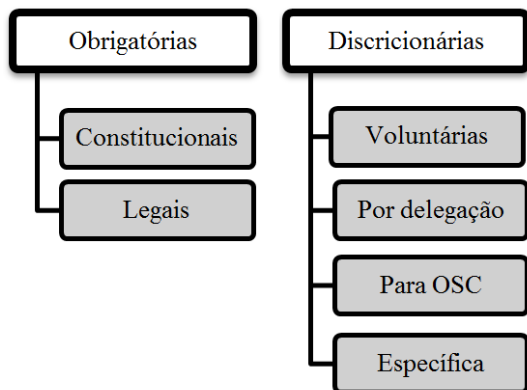 Obrigatórias
Constitucionais
Legais
Discricionárias
Voluntárias
Por delegação
Para OSC
Específica